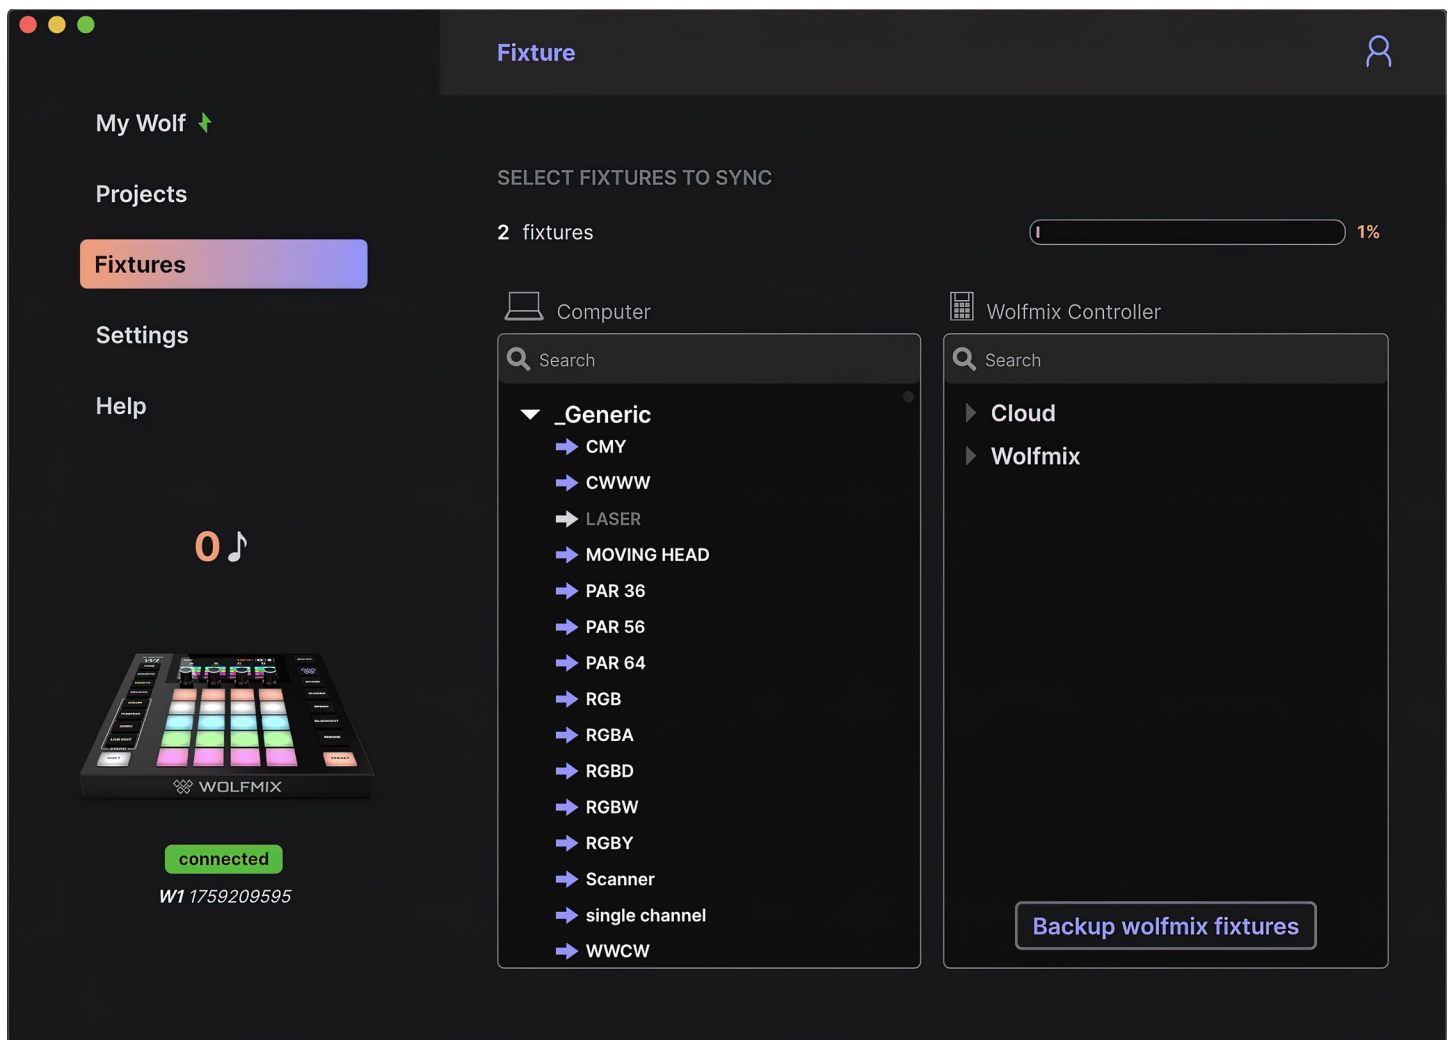 Fixture
My Wolf
Projects
Fixtures
Settings
Help
SELECT FIXTURES TO SYNC
2 fixtures
1%
Computer
Wolfmix Controller
Search
Search
_Generic
CMY
CWWW
LASER
MOVING HEAD
PAR 36
PAR 56
PAR 64
RGB
RGBA
RGBD
RGBW
RGBY
Scanner
single channel
WWCW
Cloud
Wolfmix
Backup wolfmix fixtures
0
W1
WOLFMIX
connected
W1 1759209595